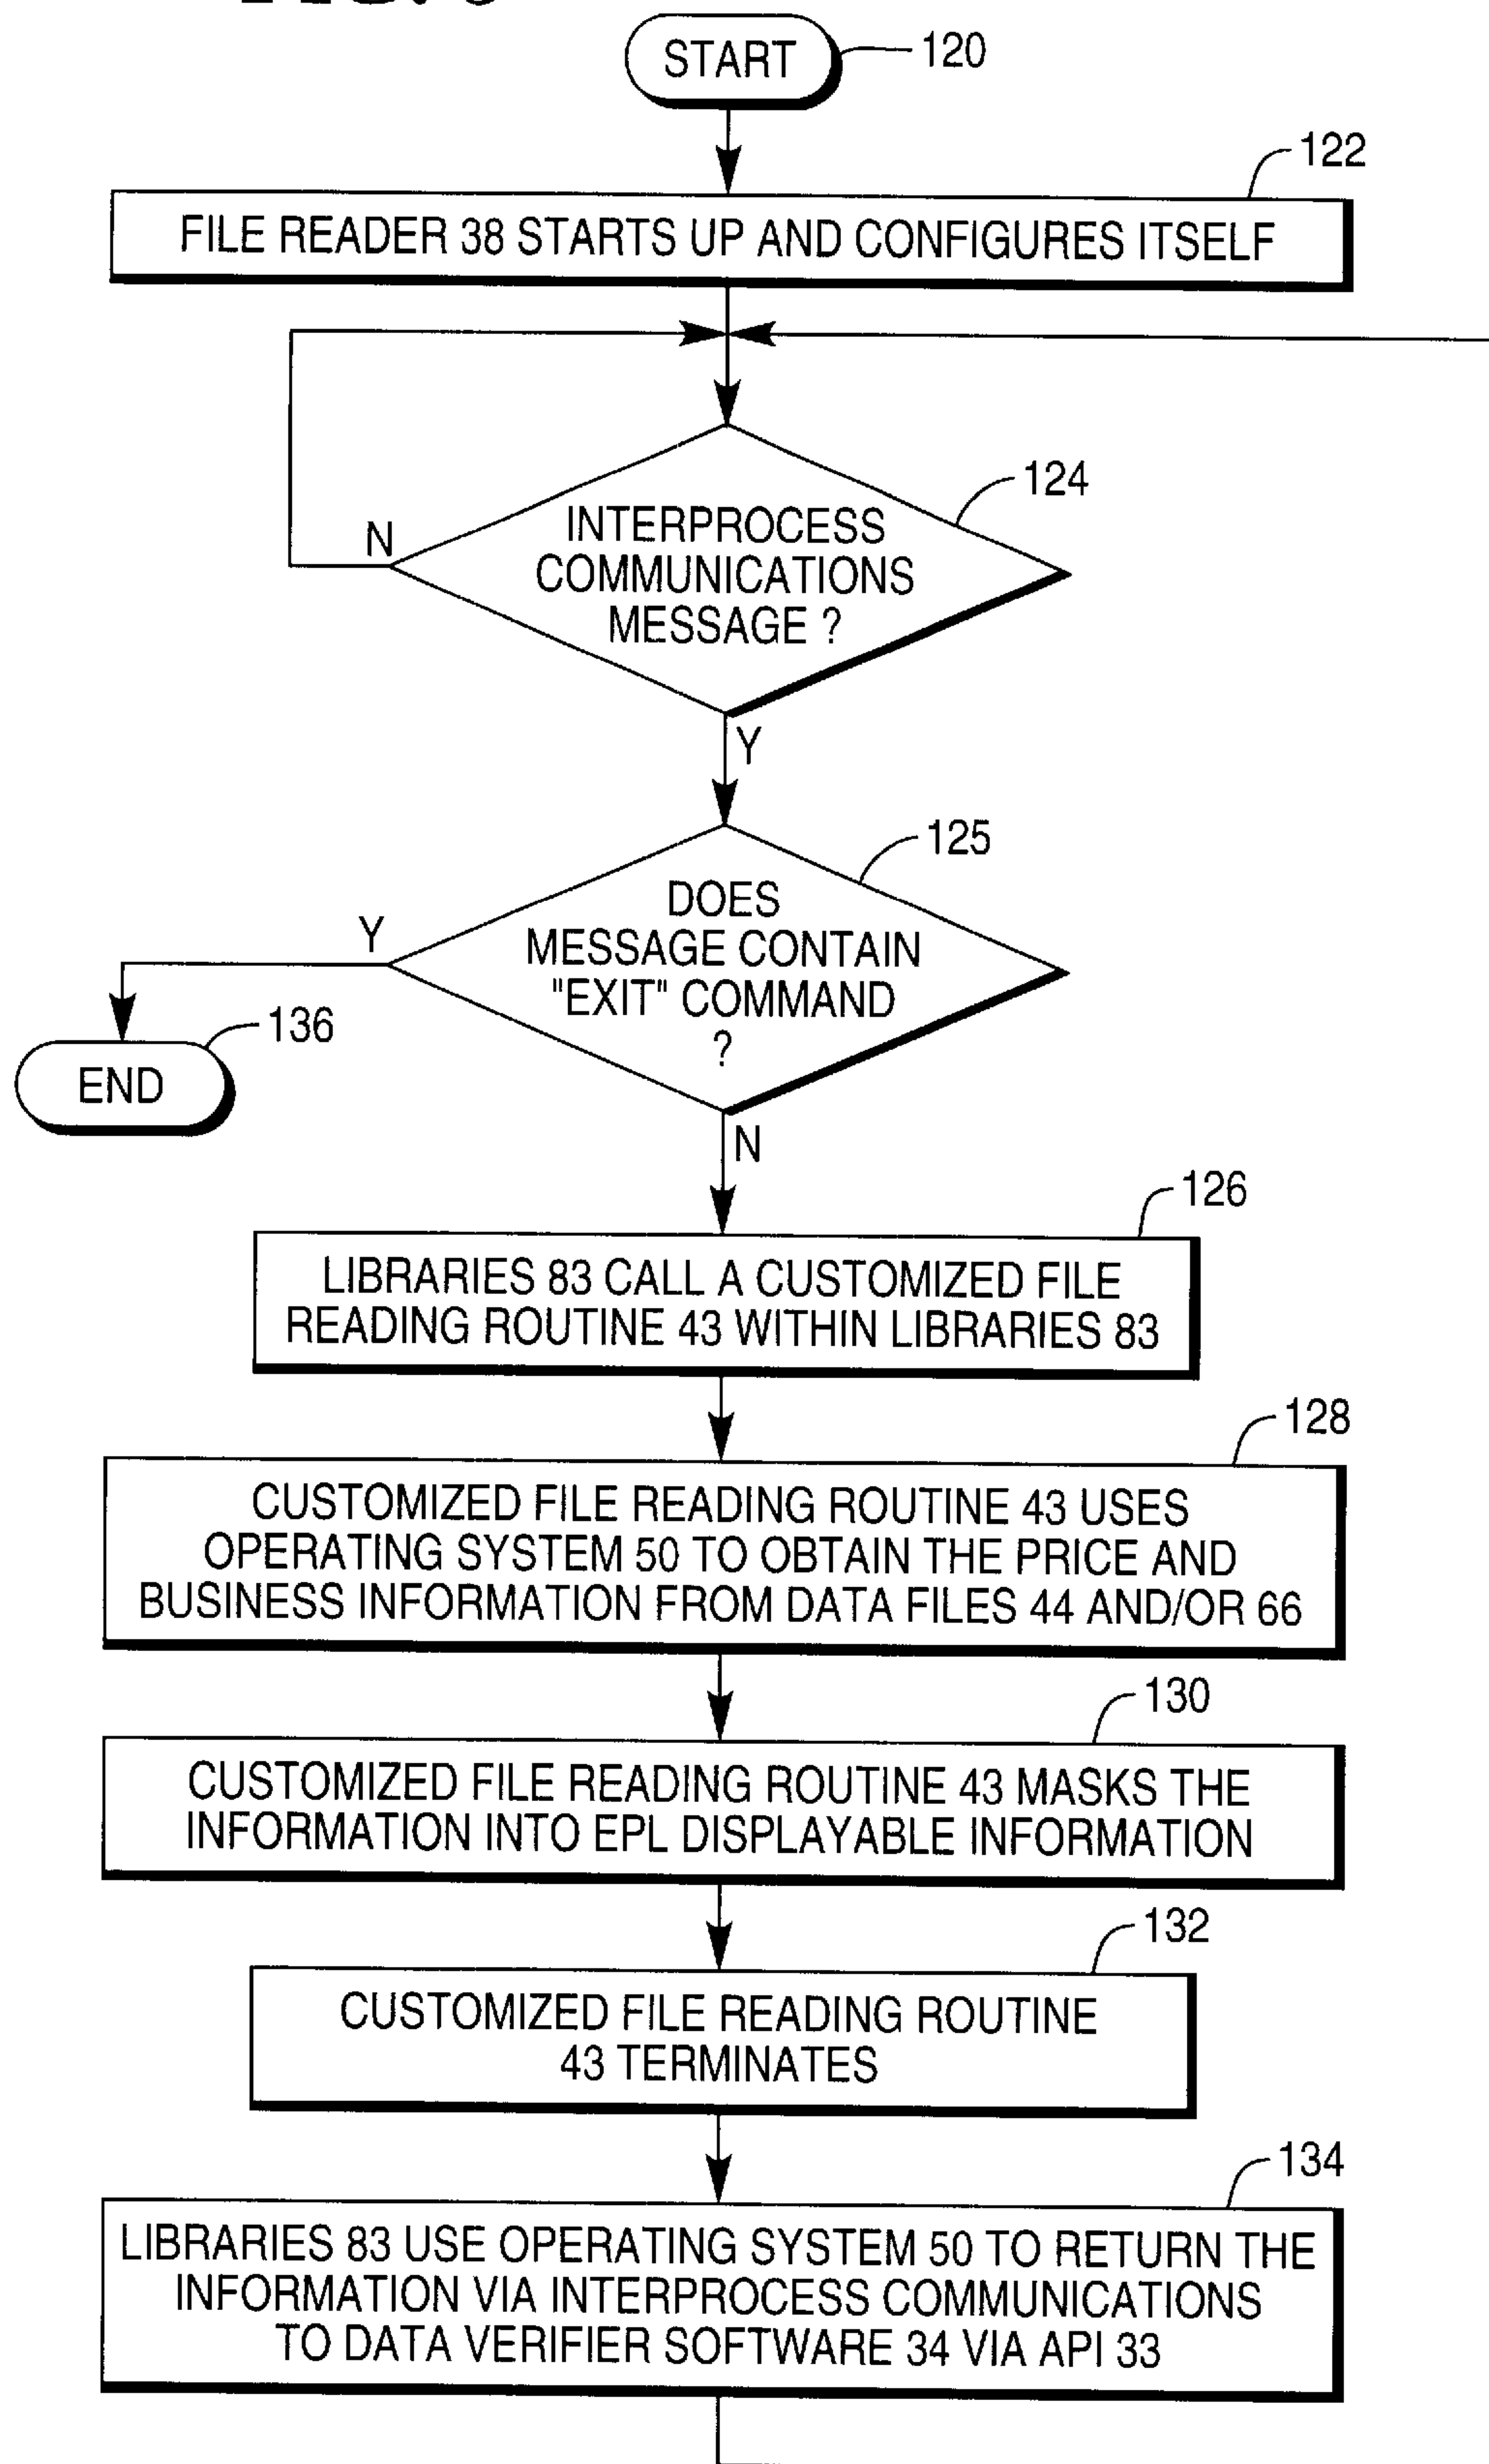 START
120
122
FILE READER 38 STARTS UP AND CONFIGURES ITSELF
124
N
INTERPROCESS
COMMUNICATIONS
MESSAGE ?
Y
125
DOES
MESSAGE CONTAIN
"EXIT" COMMAND
?
Y
136
END
N
126
LIBRARIES 83 CALL A CUSTOMIZED FILE
READING ROUTINE 43 WITHIN LIBRARIES 83
128
CUSTOMIZED FILE READING ROUTINE 43 USES
OPERATING SYSTEM 50 TO OBTAIN THE PRICE AND
BUSINESS INFORMATION FROM DATA FILES 44 AND/OR 66
130
CUSTOMIZED FILE READING ROUTINE 43 MASKS THE
INFORMATION INTO EPL DISPLAYABLE INFORMATION
132
CUSTOMIZED FILE READING ROUTINE
43 TERMINATES
134
LIBRARIES 83 USE OPERATING SYSTEM 50 TO RETURN THE
INFORMATION VIA INTERPROCESS COMMUNICATIONS
TO DATA VERIFIER SOFTWARE 34 VIA API 33